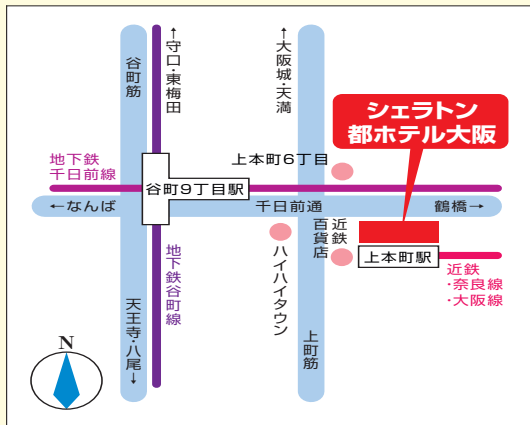 谷町筋
↑守口・東梅田
↑大阪城・天満
シェラトン
都ホテル大阪
地下鉄
千日前線
上本町6丁目
谷町9丁目駅
←なんば
千日前通
鶴橋→
近鉄
百貨店
上本町駅
ハイハイタウン
地下鉄谷町線
近鉄
・奈良線
・大阪線
天王寺・八尾↓
上町筋
N